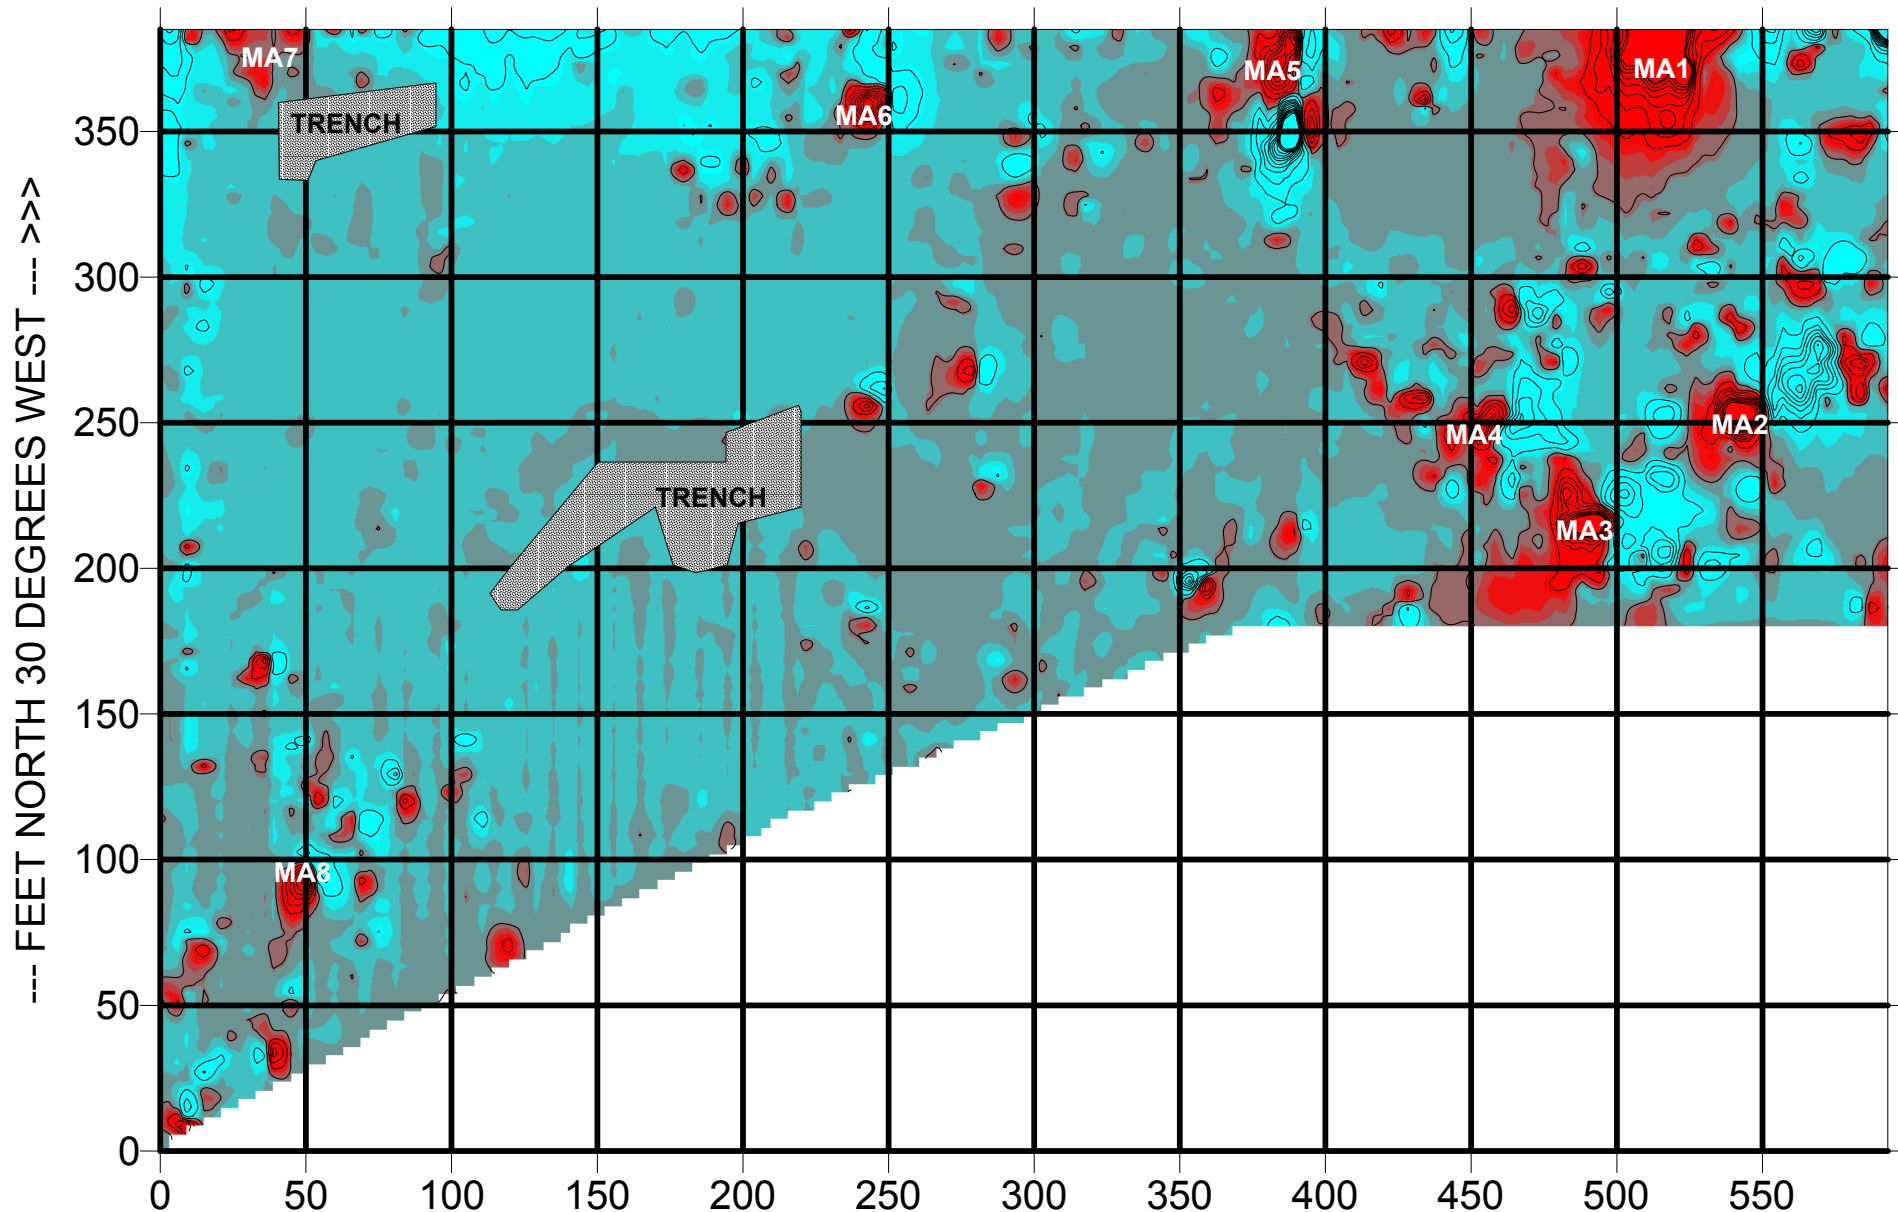 MA7
MA5
MA1
MA6
TRENCH
350
300
250
MA2
MA4
TRENCH
MA3
200
150
100
MA8
50
0
0 50 100 150 200 250 300 350 400 450 500 550
--- FEET NORTH 30 DEGREES WEST --- >>>